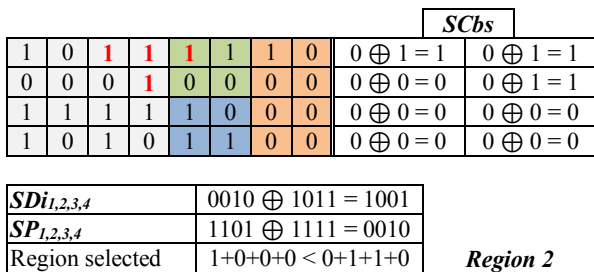 SCbs
1 0 1 1 1 1 1 0 0 ⊕ 1 = 1 0 ⊕ 1 = 1
0 0 0 1 0 0 0 0 0 ⊕ 0 = 0 0 ⊕ 1 = 1
1 1 1 1 1 0 0 0 0 ⊕ 0 = 0 0 ⊕ 0 = 0
1 0 1 0 1 1 0 0 0 ⊕ 0 = 0 0 ⊕ 0 = 0
SDi1,2,3,4 0010 ⊕ 1011 = 1001
SP1,2,3,4 1101 ⊕ 1111 = 0010
Region selected 1+0+0+0 < 0+1+1+0 Region 2